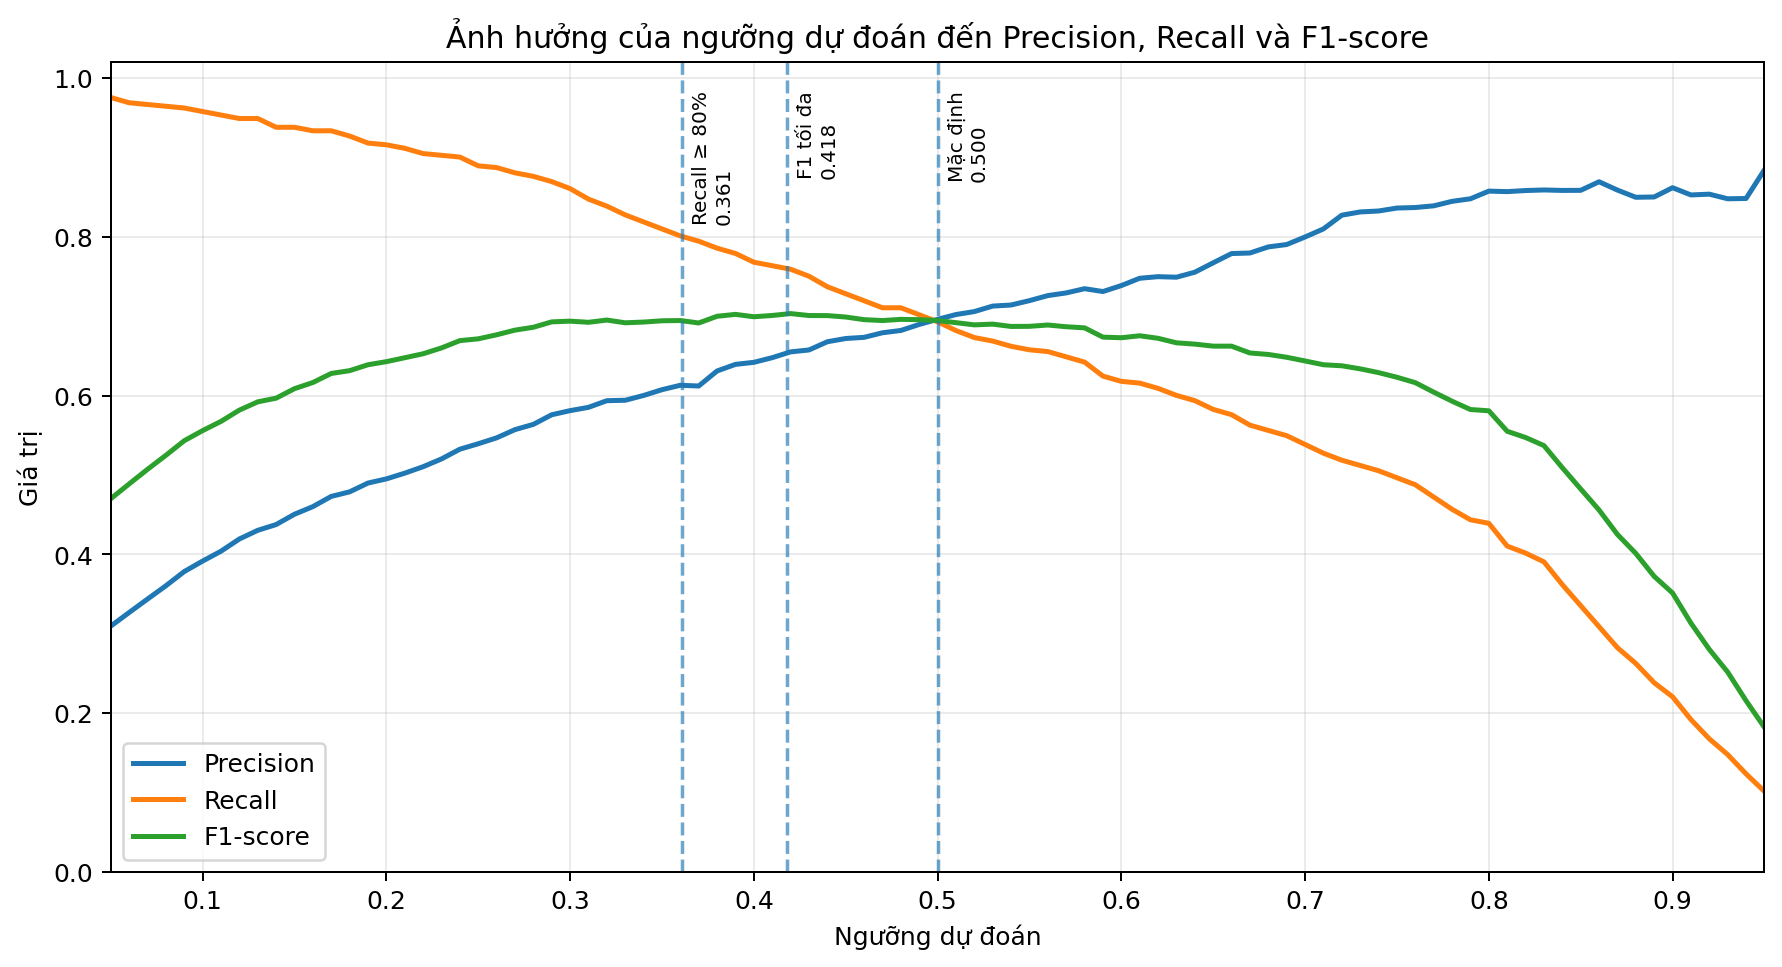 Ảnh hưởng của ngưỡng dự đoán đến Precision, Recall và F1-score
Giá trị
1.0
0.8
0.6
0.4
0.2
0.0
Recall ≥ 80%
0.361
F1 tối đa
0.418
Mặc định
0.500
Precision
Recall
F1-score
0.1 0.2 0.3 0.4 0.5 0.6 0.7 0.8 0.9
Ngưỡng dự đoán